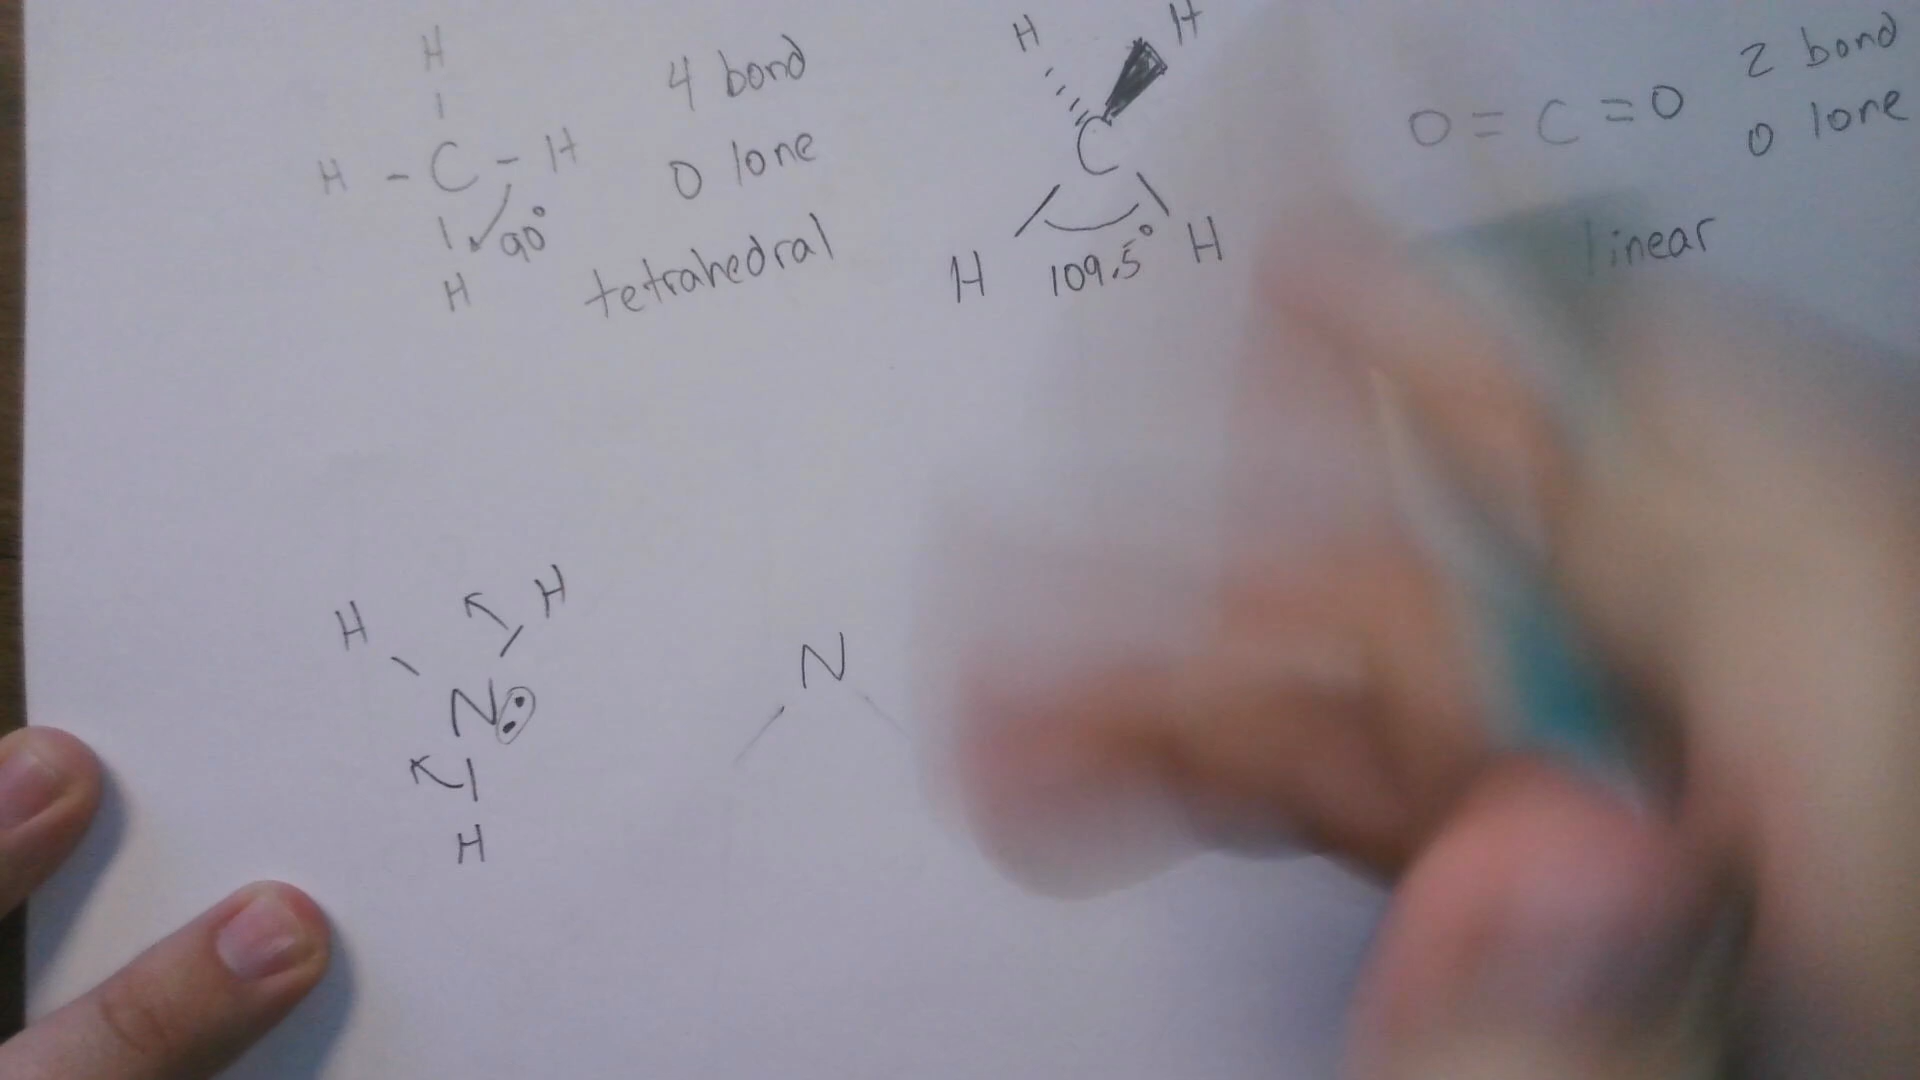 H
H - C - H
90°
H
4 bond
0 lone
tetrahedral
H H
C
H 109.5° H
O = C = O
2 bond
0 lone
linear
H H
N
H
N